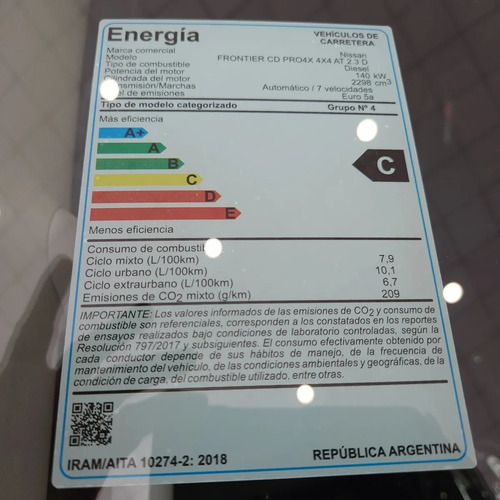 Energía
VEHÍCULOS DE
CARRETERA
Marca comercial Nissan
Modelo FRONTIER CD PRO4X 4X4 AT 2.3 D
Tipo de combustible Diesel
Potencia del motor 140 kW
Cilindrada del motor 2298 cm3
Transmisión/Marchas Automático / 7 velocidades
de emisiones Euro 5a
Tipo de modelo categorizado Grupo Nº 4
Más eficiencia
A+
A
B
C
C
D
E
Menos eficiencia
Consumo de combustible
Ciclo mixto (L/100km) 7,9
Ciclo urbano (L/100km) 10,1
Ciclo extraurbano (L/100km) 6,7
Emisiones de CO2 mixto (g/km) 209
IMPORTANTE: Los valores informados de las emisiones de CO2 y consumo de
combustible son referenciales, corresponden a los constatados en los reportes
de ensayos realizados bajo condiciones de laboratorio controladas, según la
Resolución 797/2017 y subsiguientes. El consumo efectivamente obtenido por
cada conductor depende de sus hábitos de manejo, de la frecuencia de
mantenimiento del vehículo, de las condiciones ambientales y geográficas, de la
condición de carga, del combustible utilizado, entre otras.
IRAM/AITA 10274-2: 2018
REPÚBLICA ARGENTINA